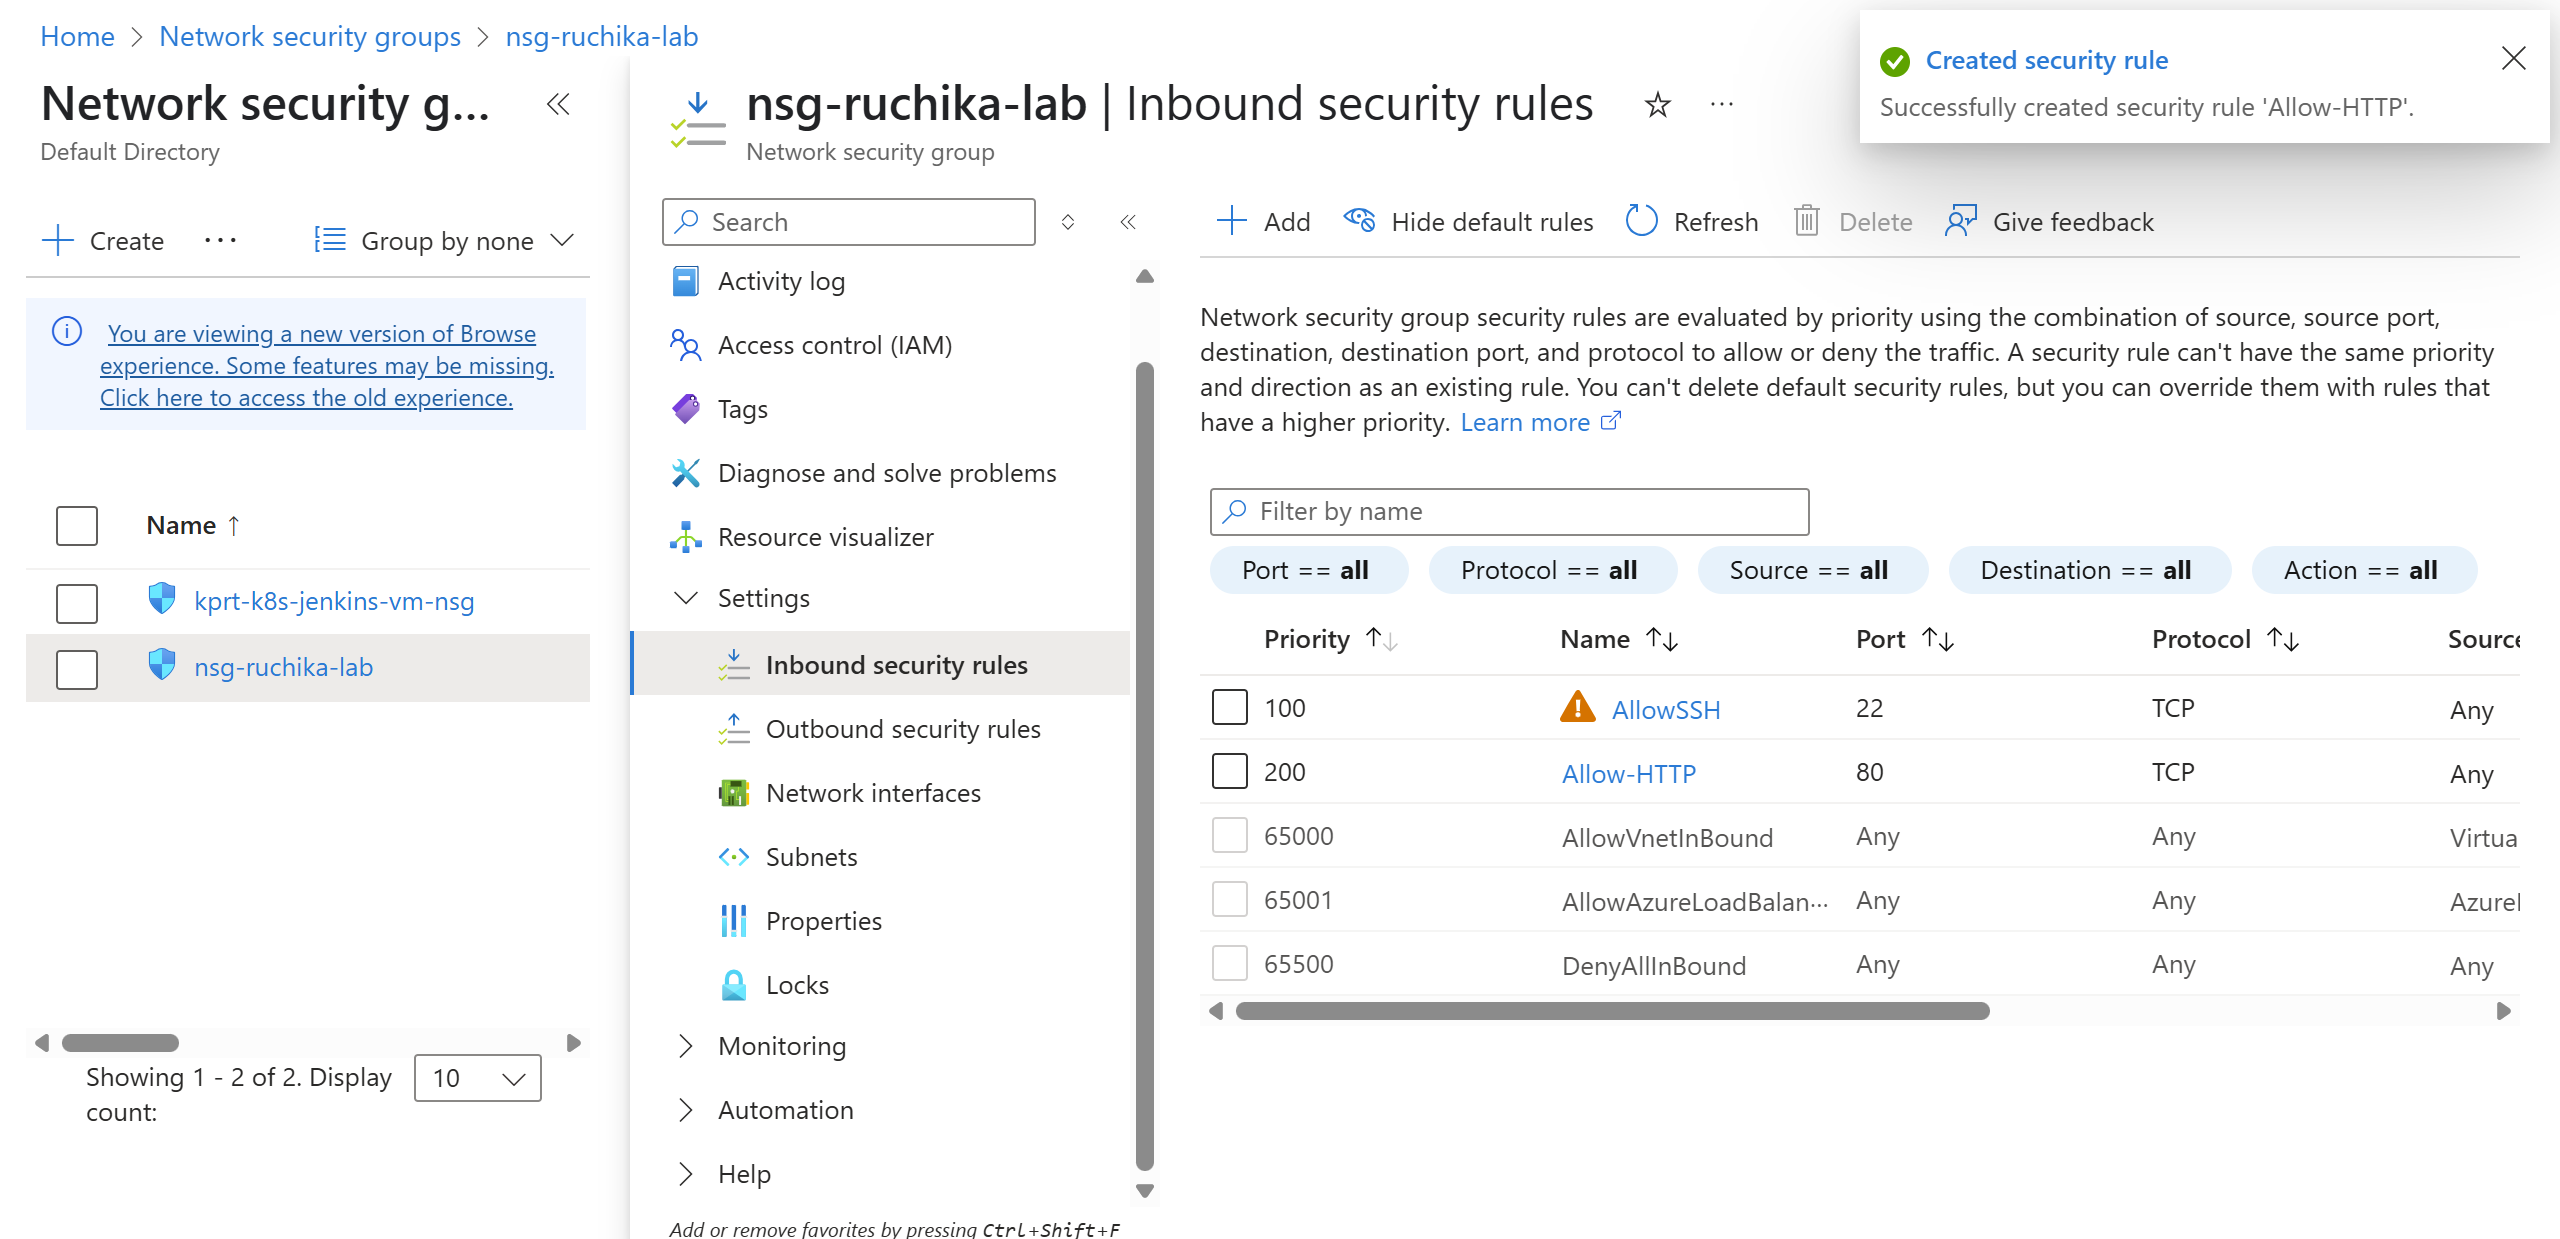 Home > Network security groups > nsg-ruchika-lab
Network security g...
Default Directory
Create
Group by none
You are viewing a new version of Browse
experience. Some features may be missing.
Click here to access the old experience.
Name ↑
kprt-k8s-jenkins-vm-nsg
nsg-ruchika-lab
Showing 1 - 2 of 2. Display
count:
10
nsg-ruchika-lab | Inbound security rules
Network security group
Search
Activity log
Access control (IAM)
Tags
Diagnose and solve problems
Resource visualizer
Settings
Inbound security rules
Outbound security rules
Network interfaces
Subnets
Properties
Locks
Monitoring
Automation
Help
Add or remove favorites by pressing Ctrl+Shift+F
Created security rule
Successfully created security rule 'Allow-HTTP'.
Add Hide default rules Refresh Delete Give feedback
Network security group security rules are evaluated by priority using the combination of source, source port,
destination, destination port, and protocol to allow or deny the traffic. A security rule can't have the same priority
and direction as an existing rule. You can't delete default security rules, but you can override them with rules that
have a higher priority. Learn more
Filter by name
Port == all Protocol == all Source == all Destination == all Action == all
Priority ↑↓ Name ↑↓ Port ↑↓ Protocol ↑↓ Source
100 AllowSSH 22 TCP Any
200 Allow-HTTP 80 TCP Any
65000 AllowVnetInBound Any Any Virtua
65001 AllowAzureLoadBalan... Any Any Azurel
65500 DenyAllInBound Any Any Any